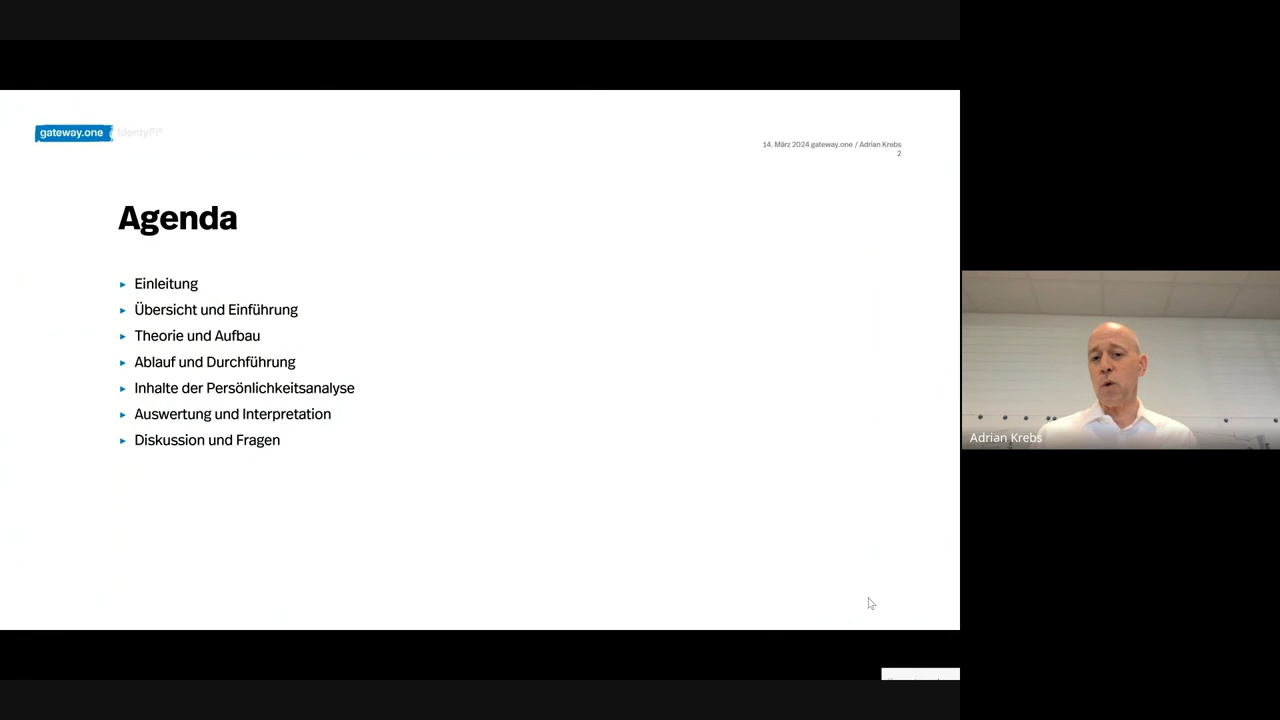 gateway.one IdentyFI®
14. März 2024 gateway.one / Adrian Krebs
2
Agenda
▸ Einleitung
▸ Übersicht und Einführung
▸ Theorie und Aufbau
▸ Ablauf und Durchführung
▸ Inhalte der Persönlichkeitsanalyse
▸ Auswertung und Interpretation
▸ Diskussion und Fragen
Adrian Krebs